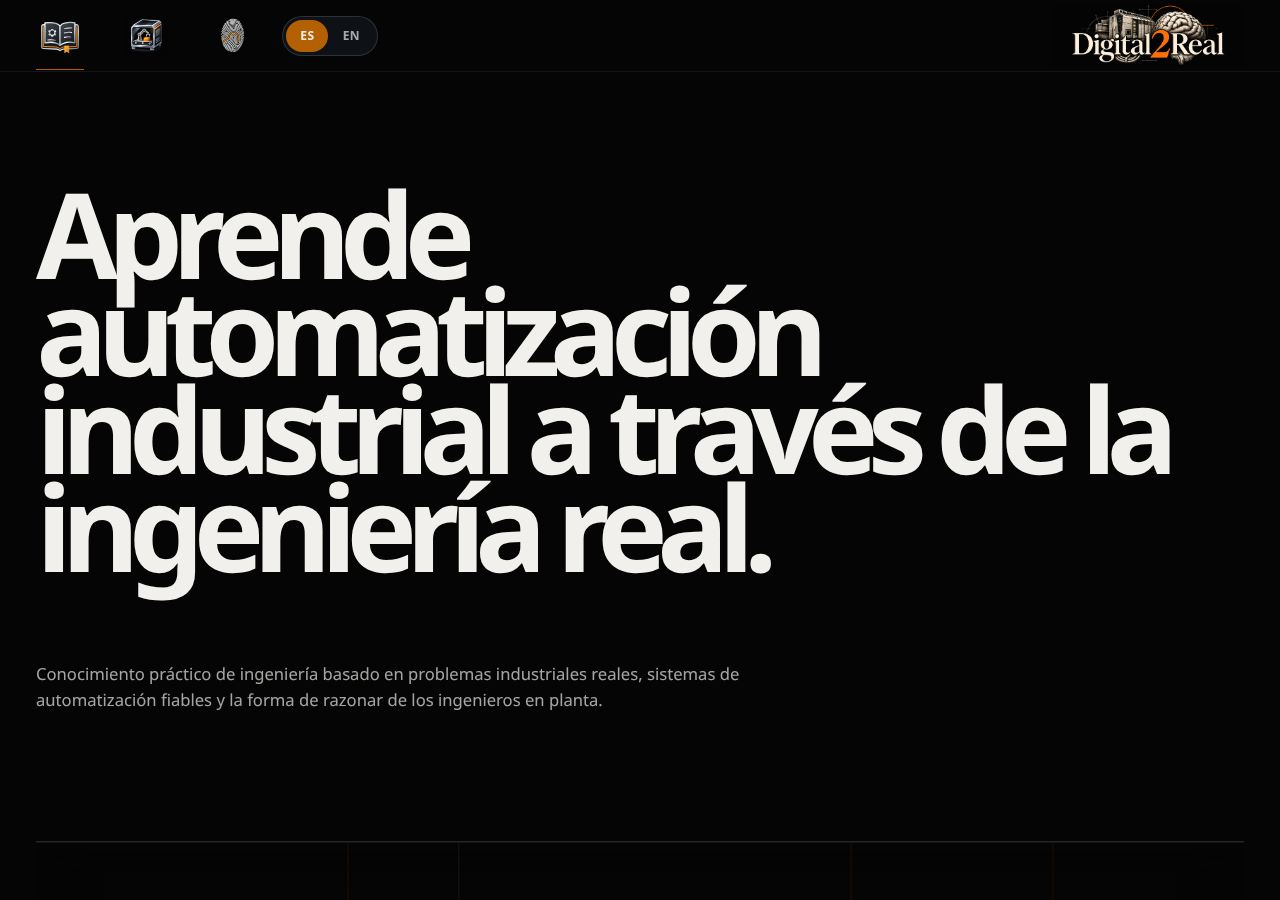 ES
EN
Digital2Real
Aprende
automatización
industrial a través de la
ingeniería real.
Conocimiento práctico de ingeniería basado en problemas industriales reales, sistemas de
automatización fiables y la forma de razonar de los ingenieros en planta.